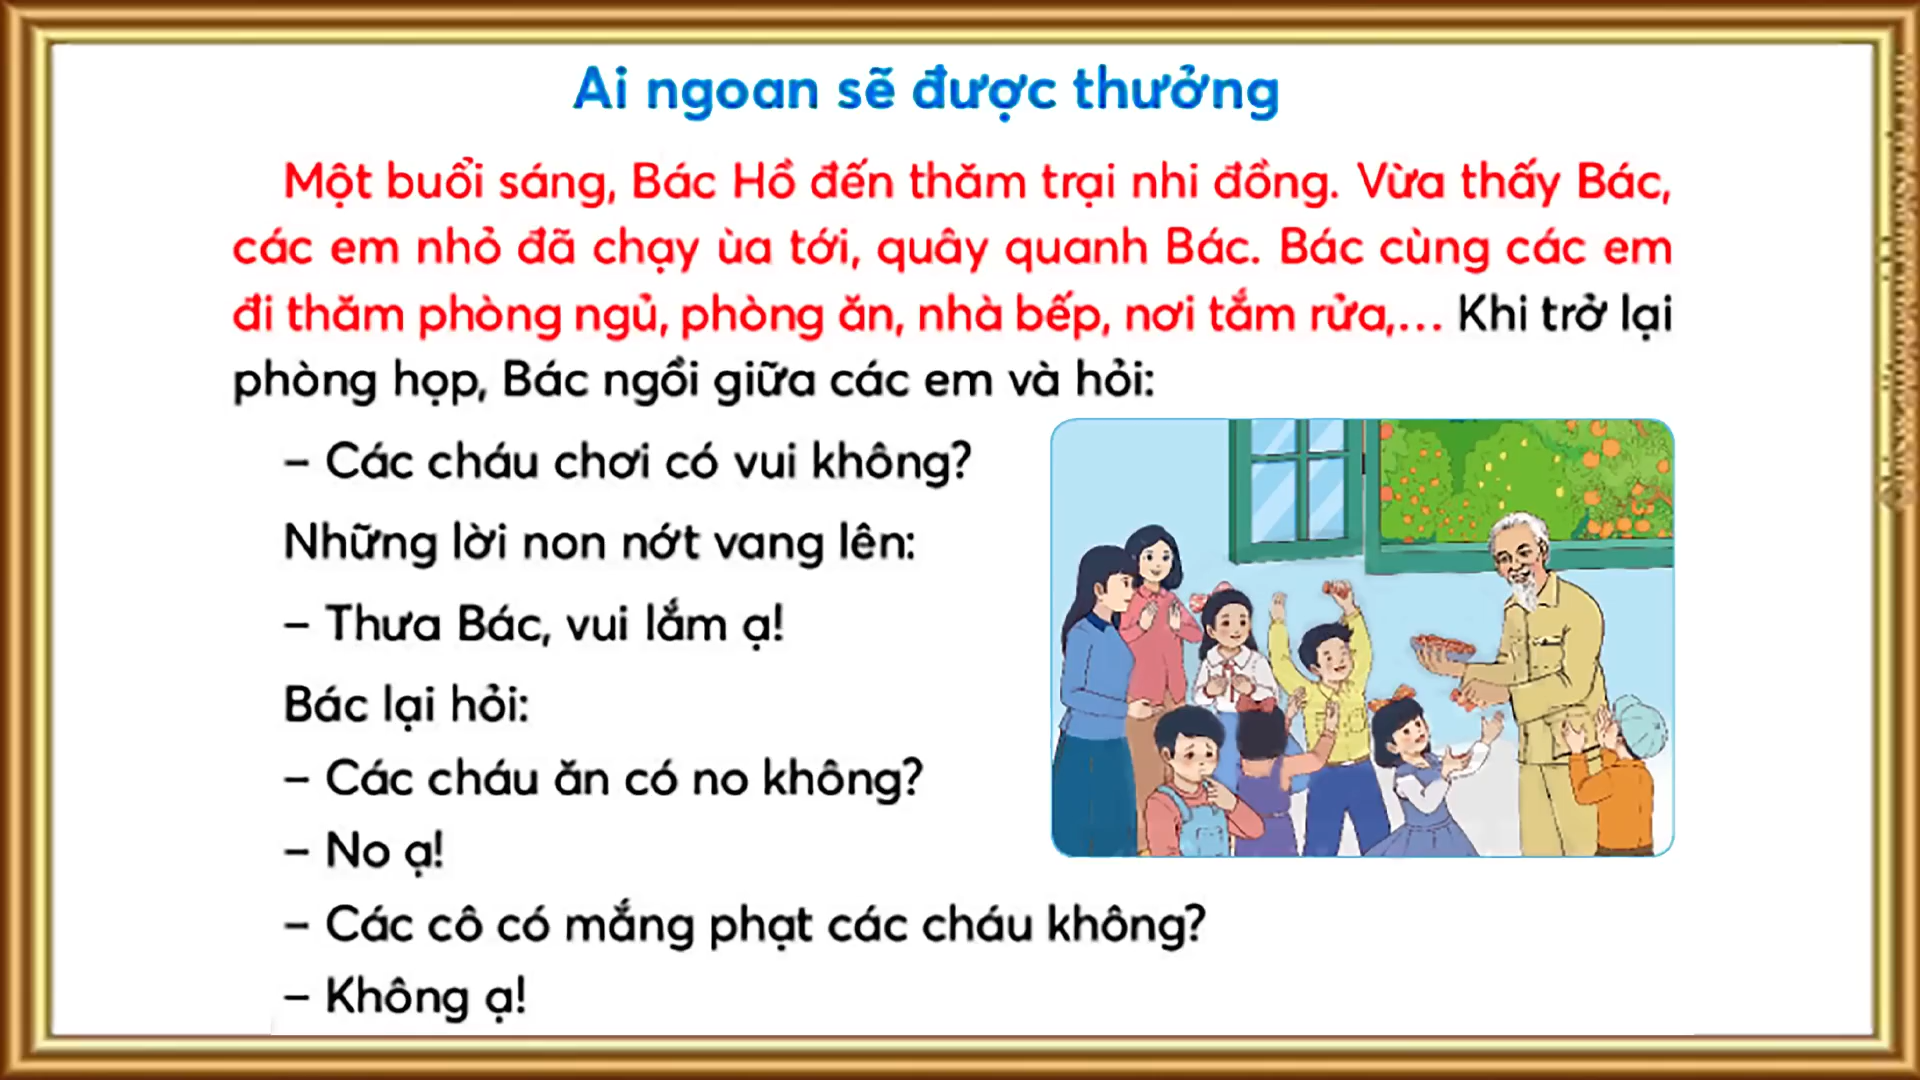 Ai ngoan sẽ được thưởng
Một buổi sáng, Bác Hồ đến thăm trại nhi đồng. Vừa thấy Bác,
các em nhỏ đã chạy ùa tới, quây quanh Bác. Bác cùng các em
đi thăm phòng ngủ, phòng ăn, nhà bếp, nơi tắm rửa,... Khi trở lại
phòng họp, Bác ngồi giữa các em và hỏi:
– Các cháu chơi có vui không?
Những lời non nớt vang lên:
– Thưa Bác, vui lắm ạ!
Bác lại hỏi:
– Các cháu ăn có no không?
– No ạ!
– Các cô có mắng phạt các cháu không?
– Không ạ!